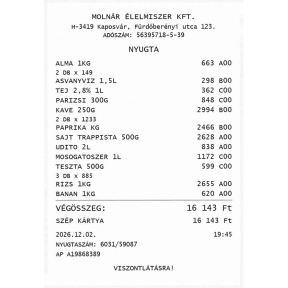 MOLNÁR ÉLELMISZER KFT.
H-3419 Kaposvár, Fürdőberényi utca 123.
ADÓSZÁM: 56395718-5-39
NYUGTA
ALMA 1KG 663 A00
2 DB x 149
ASVANYVIZ 1,5L 298 B00
TEJ 2,8% 1L 362 C00
PARIZSI 300G 848 C00
KAVE 250G 2994 B00
2 DB x 1233
PAPRIKA KG 2466 B00
SAJT TRAPPISTA 500G 2628 A00
UDITO 2L 838 A00
MOSOGATOSZER 1L 1172 C00
TESZTA 500G 599 C00
3 DB x 885
RIZS 1KG 2655 A00
BANAN 1KG 620 A00
VÉGÖSSZEG: 16 143 Ft
SZÉP KÁRTYA 16 143 Ft
2026.12.02. 19:45
NYUGTASZÁM: 6031/59087
AP A19868389
VISZONTLÁTÁSRA!